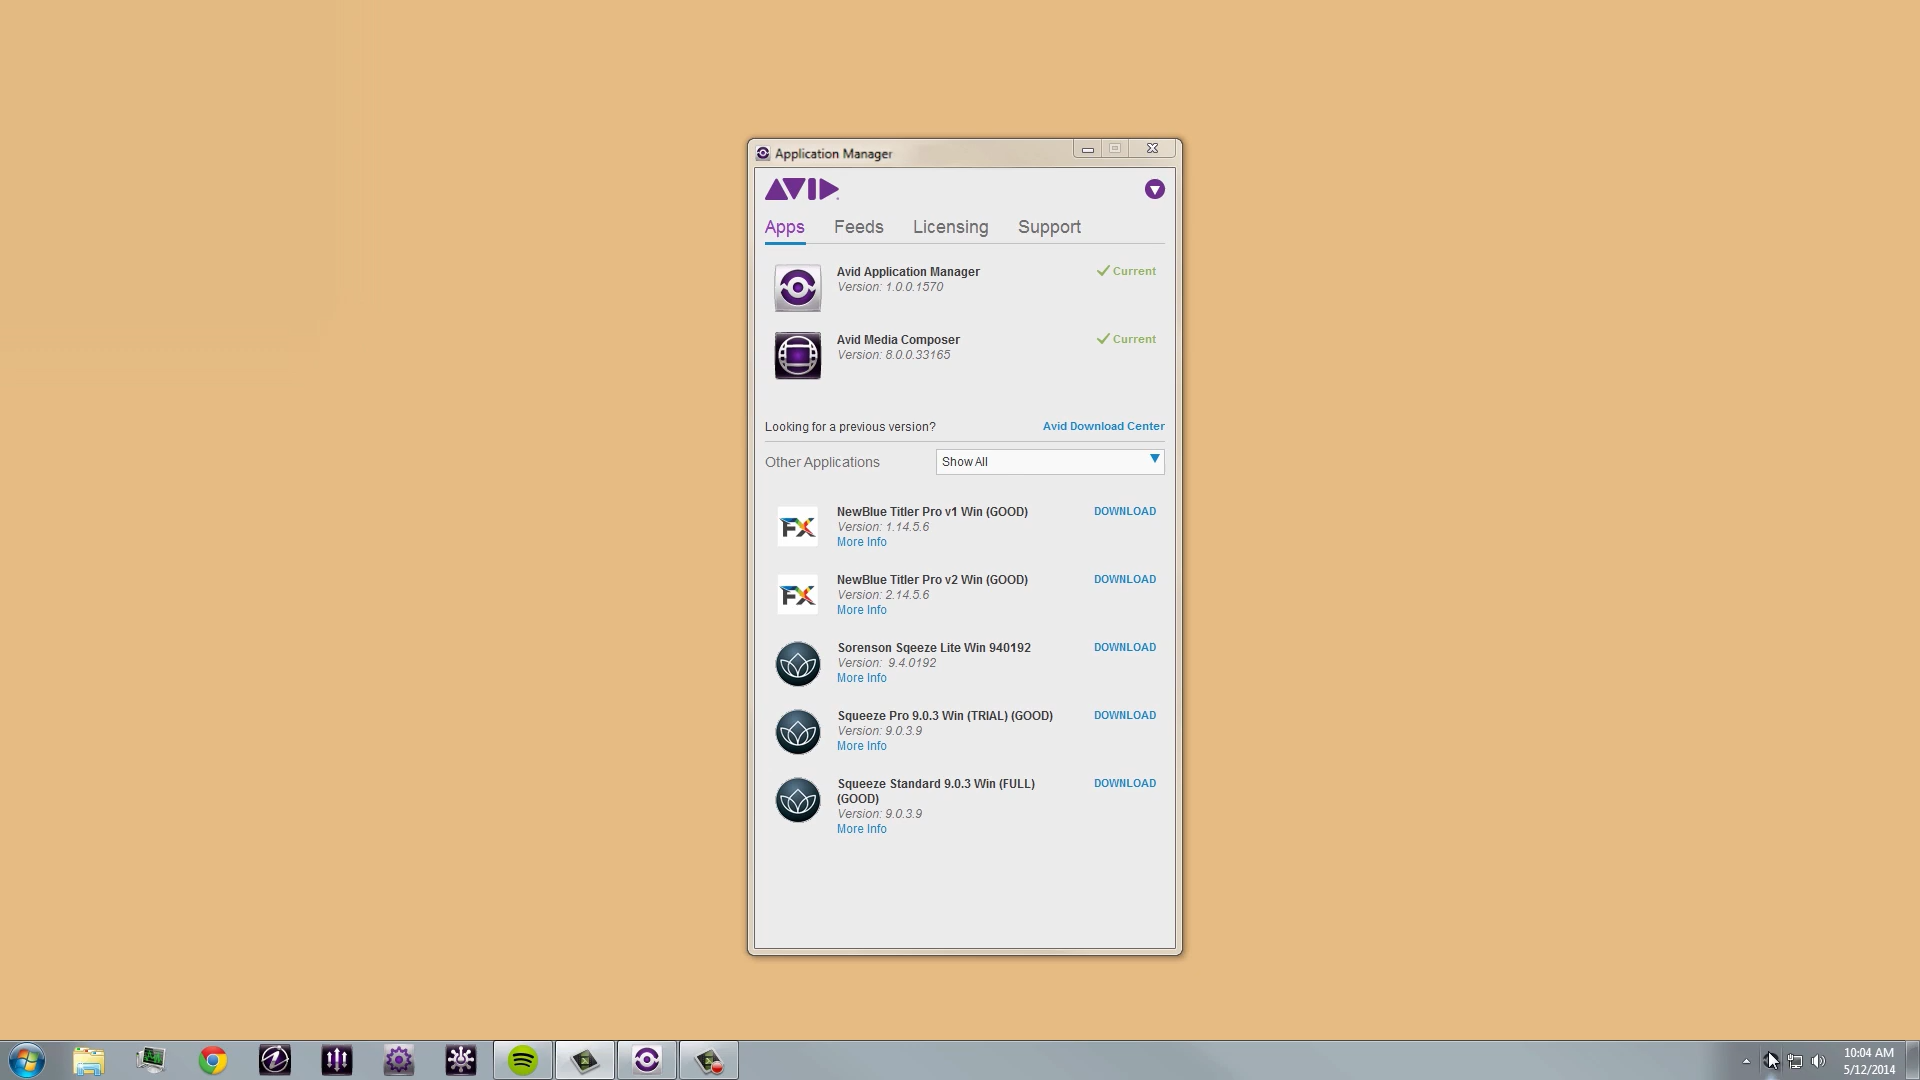 Application Manager
AVID
Apps Feeds Licensing Support
Avid Application Manager
Current
Version: 1.0.0.1570
Avid Media Composer
Current
Version: 8.0.0.33165
Looking for a previous version?
Avid Download Center
Other Applications
Show All
NewBlue Titler Pro v1 Win (GOOD)
DOWNLOAD
Version: 1.14.5.6
More Info
NewBlue Titler Pro v2 Win (GOOD)
DOWNLOAD
Version: 2.14.5.6
More Info
Sorenson Sqeeze Lite Win 940192
DOWNLOAD
Version: 9.4.0192
More Info
Squeeze Pro 9.0.3 Win (TRIAL) (GOOD)
DOWNLOAD
Version: 9.0.3.9
More Info
Squeeze Standard 9.0.3 Win (FULL)
(GOOD)
DOWNLOAD
Version: 9.0.3.9
More Info
FX
FX
10:04 AM
5/12/2014